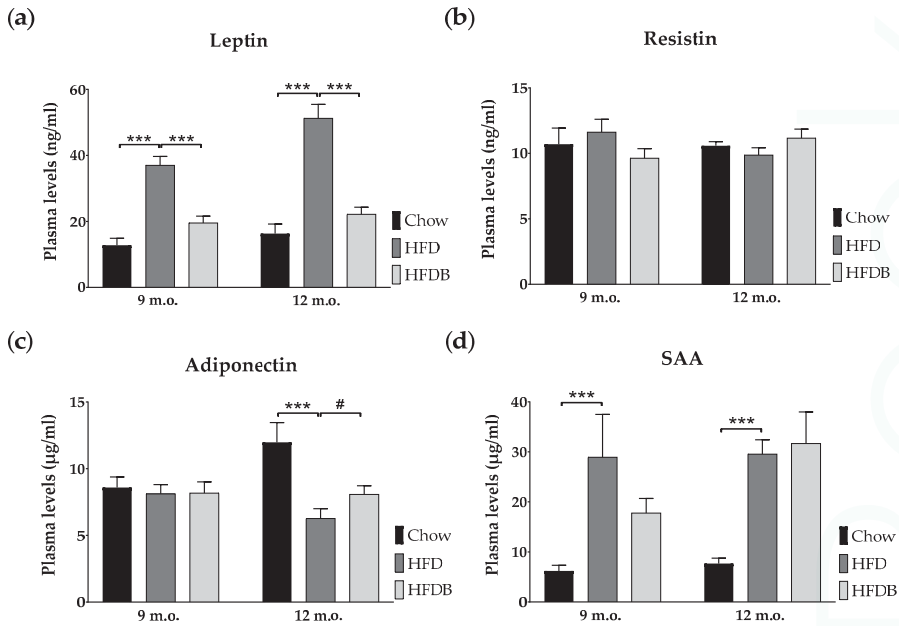 (a)
Leptin
Plasma levels (ng/ml)
60
40
20
0
*** ***
*** ***
9 m.o. 12 m.o.
Chow
HFD
HFDB
(b)
Resistin
Plasma levels (ng/ml)
15
10
5
0
9 m.o. 12 m.o.
Chow
HFD
HFDB
(c)
Adiponectin
Plasma levels (µg/ml)
15
10
5
0
*** #
9 m.o. 12 m.o.
Chow
HFD
HFDB
(d)
SAA
Plasma levels (µg/ml)
40
30
20
10
0
***
***
9 m.o. 12 m.o.
Chow
HFD
HFDB